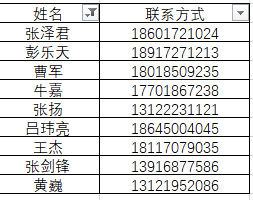 姓名 联系方式
张泽君 18601721024
彭乐天 18917271213
曹军 18018509235
牛嘉 17701867238
张扬 13122231121
吕玮亮 18645004045
王杰 18117079035
张剑锋 13916877586
黄巍 13121952086